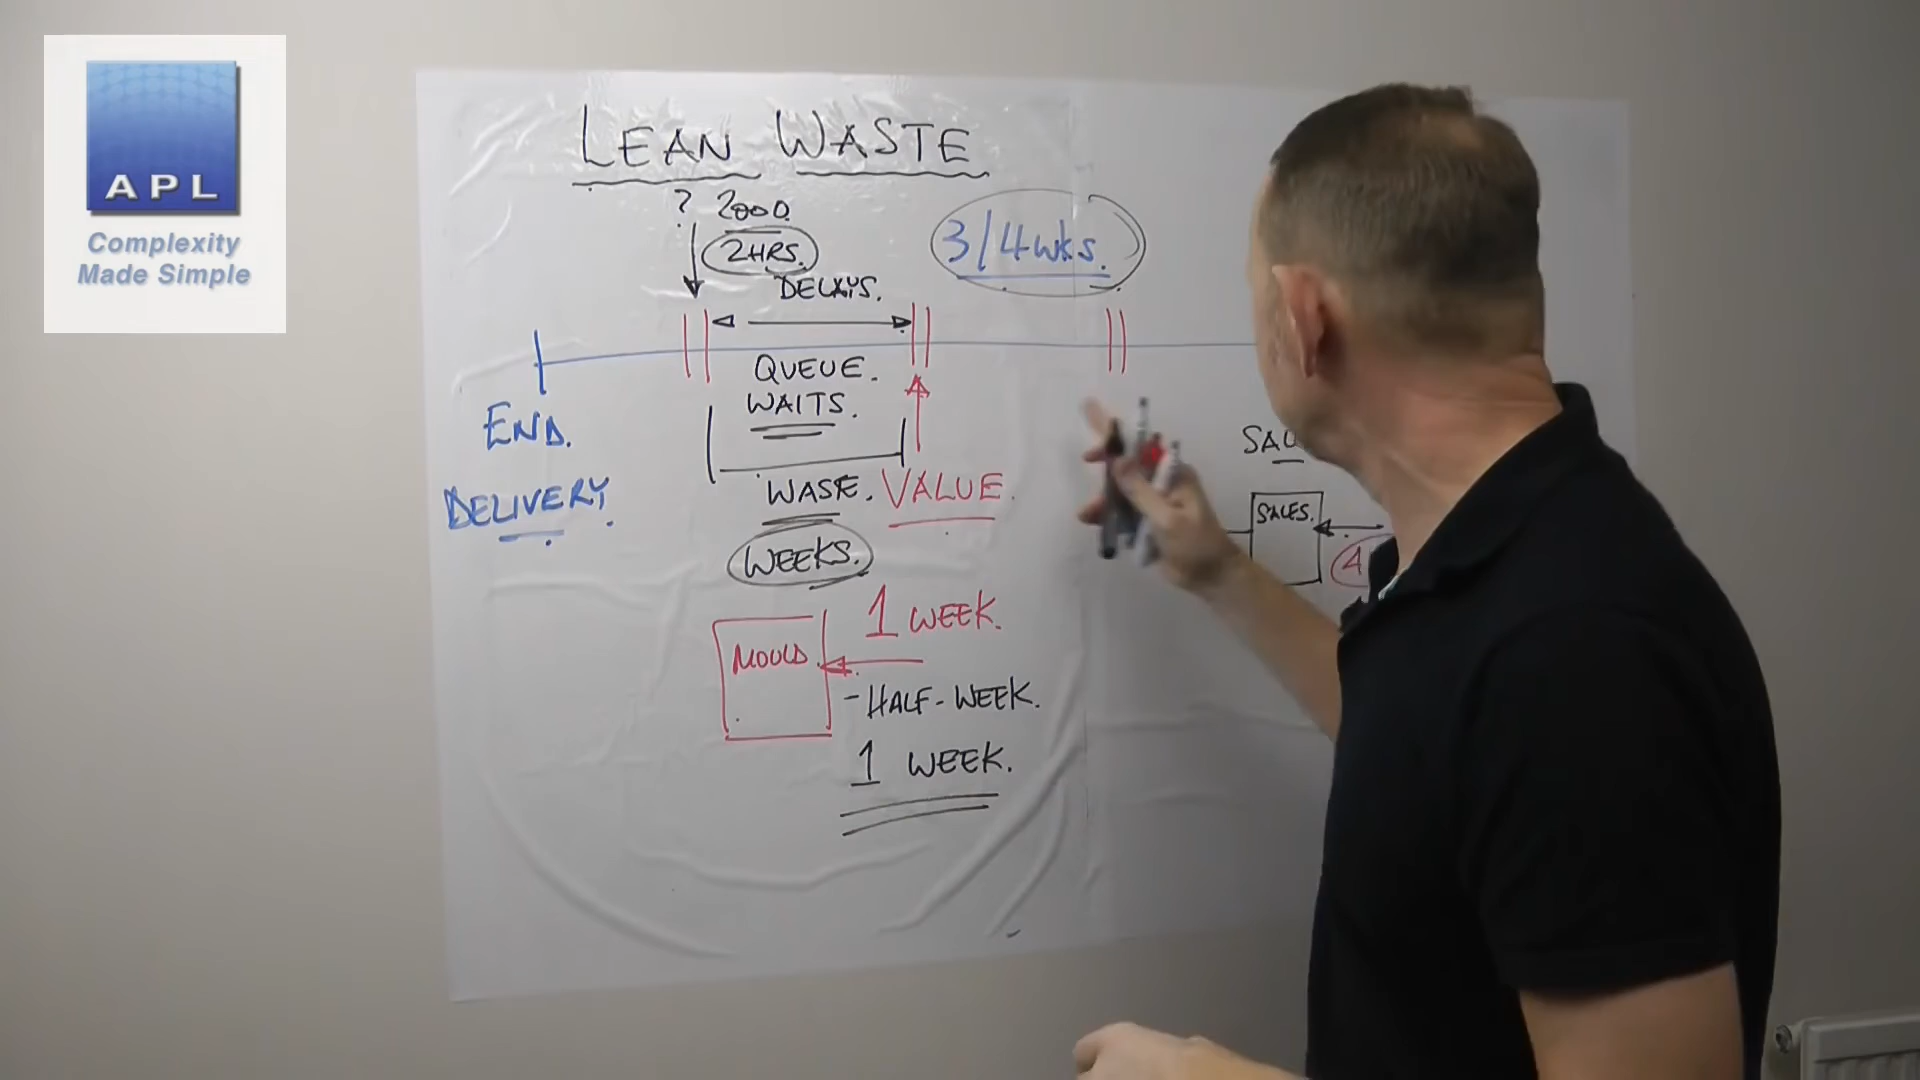 APL
Complexity
Made Simple
LEAN WASTE
? 2000.
2HRS.
DELAYS.
3/4wks.
QUEUE.
WAITS.
END.
DELIVERY.
WASE. VALUE.
WEEKS.
MOULD
1 WEEK.
-HALF-WEEK.
1 WEEK.
SALES.
4